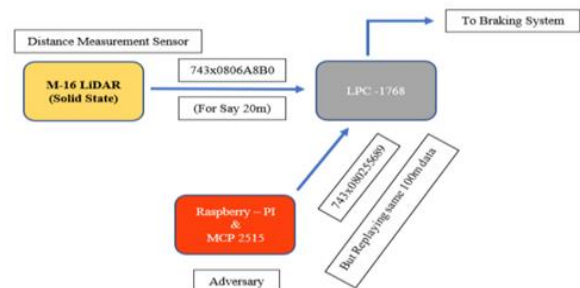 To Braking System
Distance Measurement Sensor
743x0806A8B0
M-16 LiDAR
(Solid State)
LPC -1768
(For Say 20m)
743x080255689
But Replaying same 100m data
Raspberry – PI
&
MCP 2515
Adversary